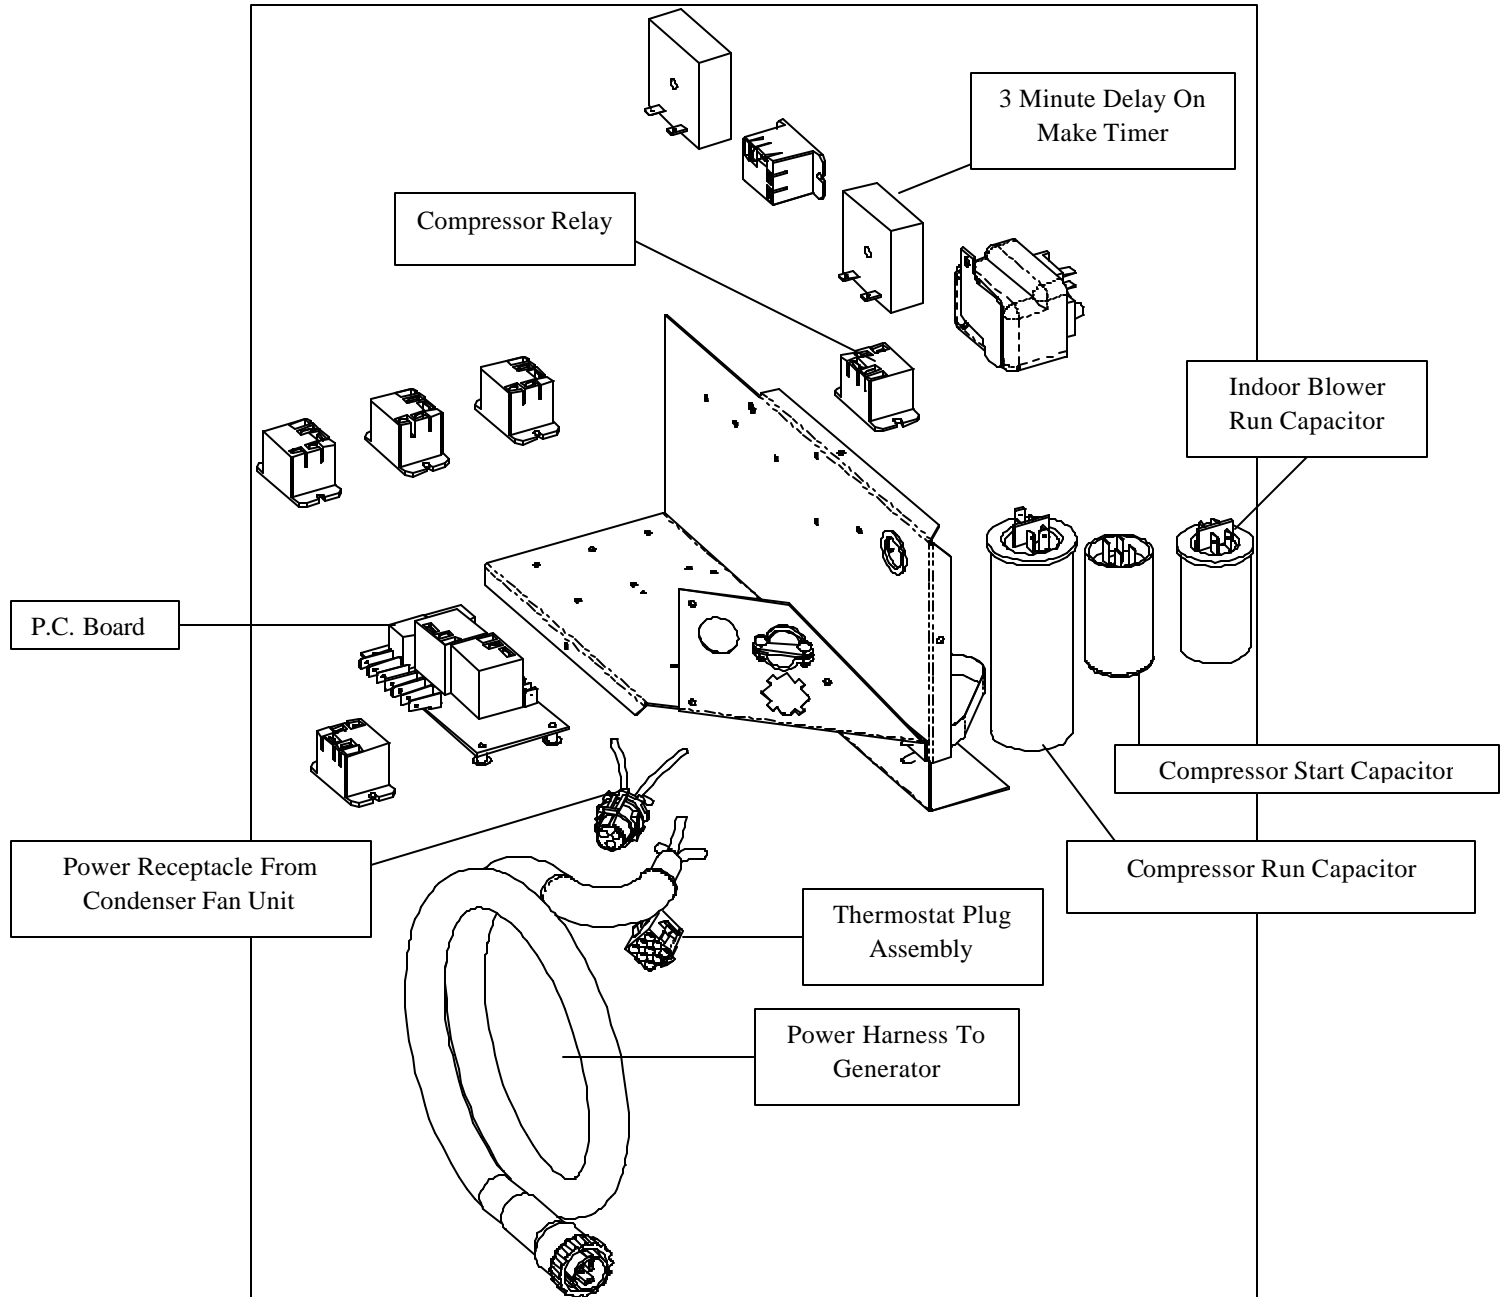 3 Minute Delay On
Make Timer
Compressor Relay
Indoor Blower
Run Capacitor
P.C. Board
Compressor Start Capacitor
Power Receptacle From
Condenser Fan Unit
Compressor Run Capacitor
Thermostat Plug
Assembly
Power Harness To
Generator